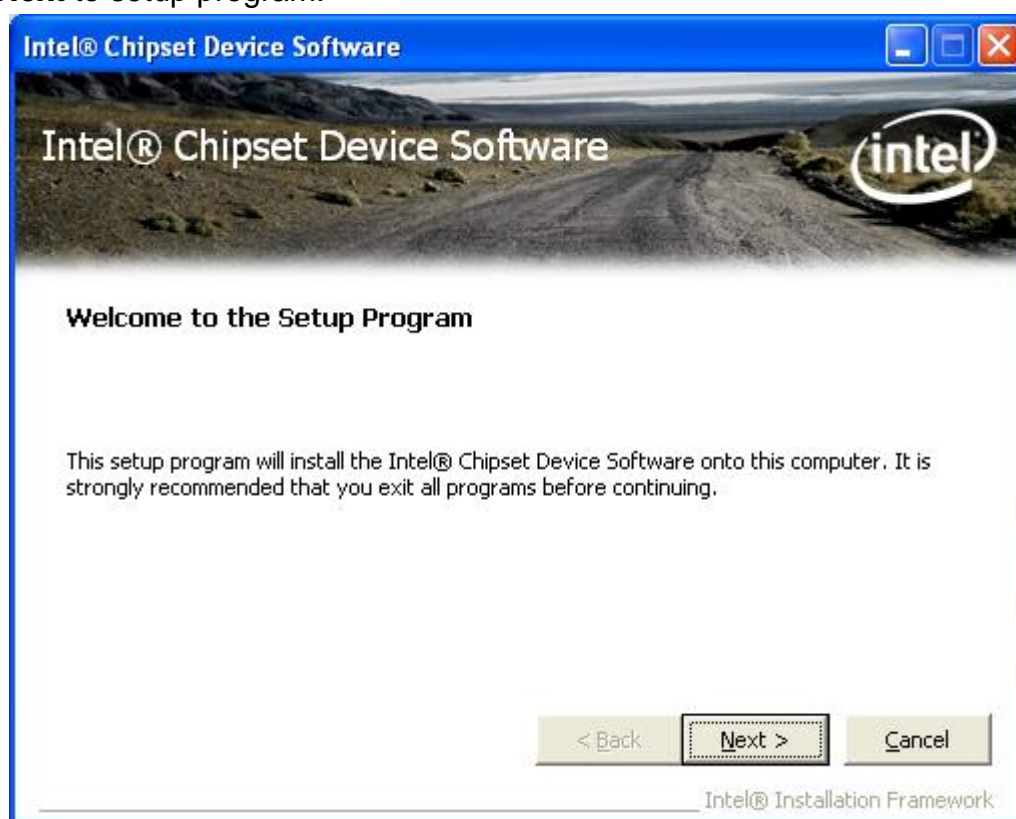 Next to setup program.
Intel® Chipset Device Software
Intel® Chipset Device Software
intel
Welcome to the Setup Program
This setup program will install the Intel® Chipset Device Software onto this computer. It is
strongly recommended that you exit all programs before continuing.
< Back Next > Cancel
Intel® Installation Framework